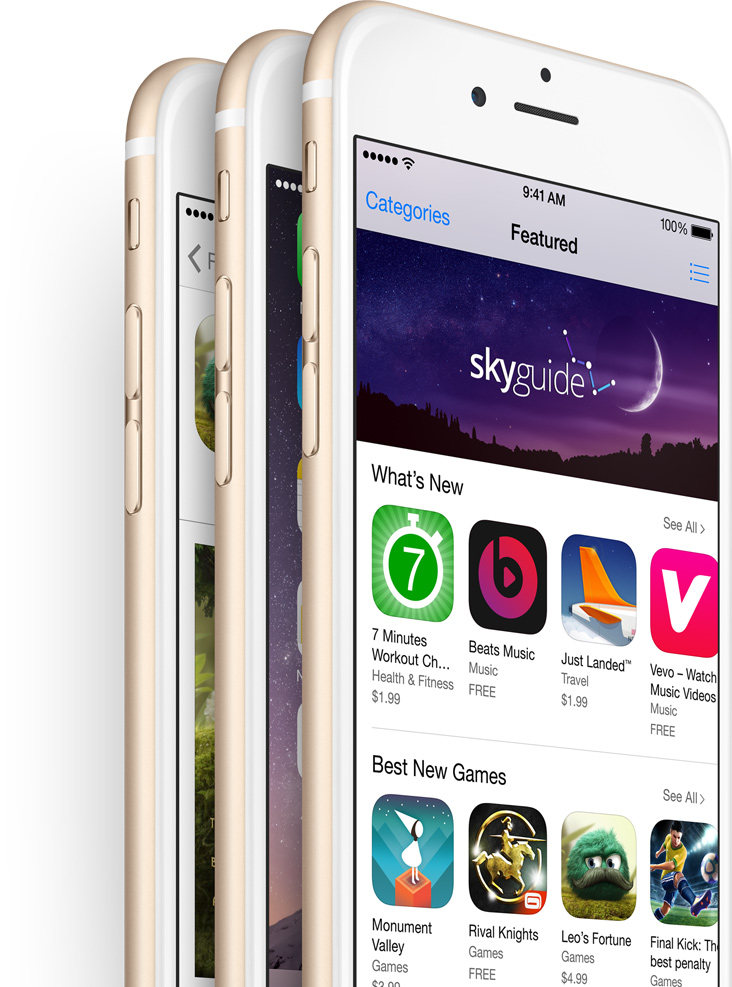 9:41 AM
100%
Categories
Featured
skyguide
What's New
See All >
7
b
V
7 Minutes
Workout Ch...
Health & Fitness
$1.99
Beats Music
Music
FREE
Just Landed™
Travel
$1.99
Vevo – Watch
Music Videos
Music
FREE
Best New Games
See All >
Monument
Valley
Games
Rival Knights
Games
FREE
Leo's Fortune
Games
$4.99
Final Kick: Th
best penalty
Games